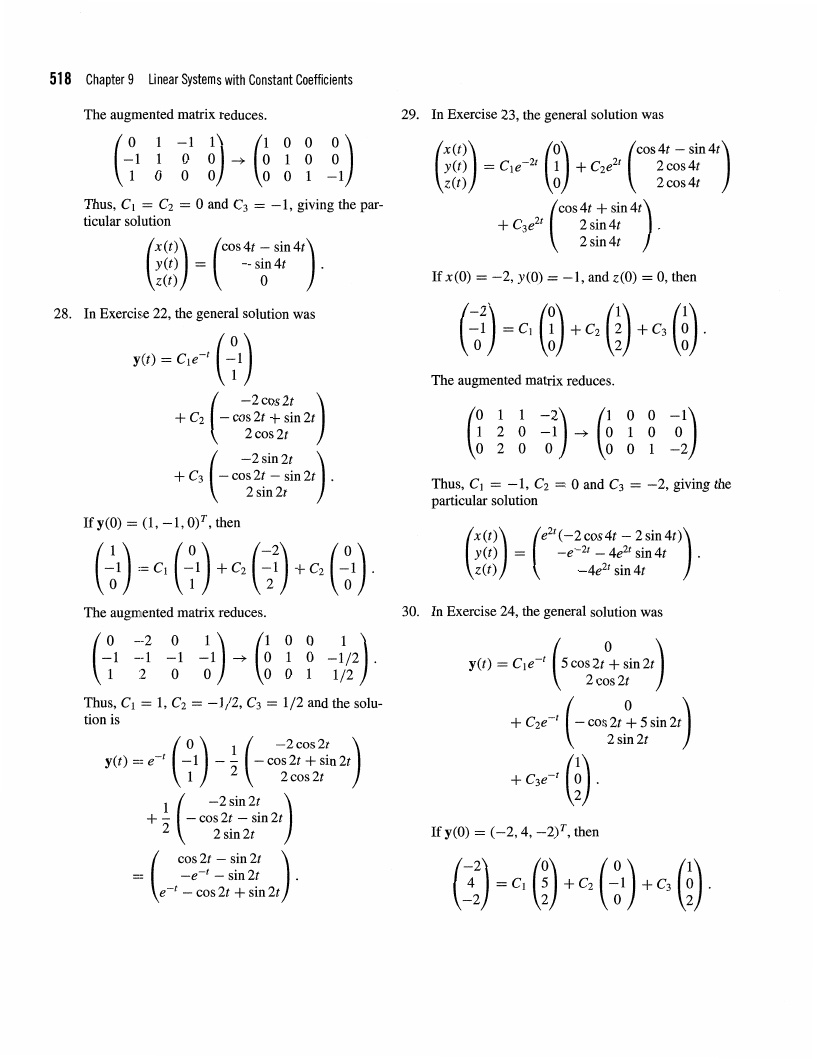 518 Chapter 9 Linear Systems with Constant Coefficients
The augmented matrix reduces.
( 0 1 −1 1 ; −1 1 0 0 ; 1 0 0 0 ) → ( 1 0 0 0 ; 0 1 0 0 ; 0 0 1 −1 )
Thus, C₁ = C₂ = 0 and C₃ = −1, giving the par-
ticular solution
( x(t) ; y(t) ; z(t) ) = ( cos 4t − sin 4t ; − sin 4t ; 0 ) .
28. In Exercise 22, the general solution was
y(t) = C₁e⁻ᵗ ( 0 ; −1 ; 1 )
+ C₂ ( −2 cos 2t ; − cos 2t + sin 2t ; 2 cos 2t )
+ C₃ ( −2 sin 2t ; − cos 2t − sin 2t ; 2 sin 2t ) .
If y(0) = (1, −1, 0)ᵀ, then
( 1 ; −1 ; 0 ) = C₁ ( 0 ; −1 ; 1 ) + C₂ ( −2 ; −1 ; 2 ) + C₂ ( 0 ; −1 ; 0 ) .
The augmented matrix reduces.
( 0 −2 0 1 ; −1 −1 −1 −1 ; 1 2 0 0 ) → ( 1 0 0 1 ; 0 1 0 −1/2 ; 0 0 1 1/2 ) .
Thus, C₁ = 1, C₂ = −1/2, C₃ = 1/2 and the solu-
tion is
y(t) = e⁻ᵗ ( 0 ; −1 ; 1 ) − 1/2 ( −2 cos 2t ; − cos 2t + sin 2t ; 2 cos 2t )
+ 1/2 ( −2 sin 2t ; − cos 2t − sin 2t ; 2 sin 2t )
= ( cos 2t − sin 2t ; −e⁻ᵗ − sin 2t ; e⁻ᵗ − cos 2t + sin 2t ) .
29. In Exercise 23, the general solution was
( x(t) ; y(t) ; z(t) ) = C₁e⁻²ᵗ ( 0 ; 1 ; 0 ) + C₂e²ᵗ ( cos 4t − sin 4t ; 2 cos 4t ; 2 cos 4t )
+ C₃e²ᵗ ( cos 4t + sin 4t ; 2 sin 4t ; 2 sin 4t ) .
If x(0) = −2, y(0) = −1, and z(0) = 0, then
( −2 ; −1 ; 0 ) = C₁ ( 0 ; 1 ; 0 ) + C₂ ( 1 ; 2 ; 2 ) + C₃ ( 1 ; 0 ; 0 ) .
The augmented matrix reduces.
( 0 1 1 −2 ; 1 2 0 −1 ; 0 2 0 0 ) → ( 1 0 0 −1 ; 0 1 0 0 ; 0 0 1 −2 )
Thus, C₁ = −1, C₂ = 0 and C₃ = −2, giving the
particular solution
( x(t) ; y(t) ; z(t) ) = ( e²ᵗ(−2 cos 4t − 2 sin 4t) ; −e⁻²ᵗ − 4e²ᵗ sin 4t ; −4e²ᵗ sin 4t ) .
30. In Exercise 24, the general solution was
y(t) = C₁e⁻ᵗ ( 0 ; 5 cos 2t + sin 2t ; 2 cos 2t )
+ C₂e⁻ᵗ ( 0 ; − cos 2t + 5 sin 2t ; 2 sin 2t )
+ C₃e⁻ᵗ ( 1 ; 0 ; 2 ) .
If y(0) = (−2, 4, −2)ᵀ, then
( −2 ; 4 ; −2 ) = C₁ ( 0 ; 5 ; 2 ) + C₂ ( 0 ; −1 ; 0 ) + C₃ ( 1 ; 0 ; 2 ) .